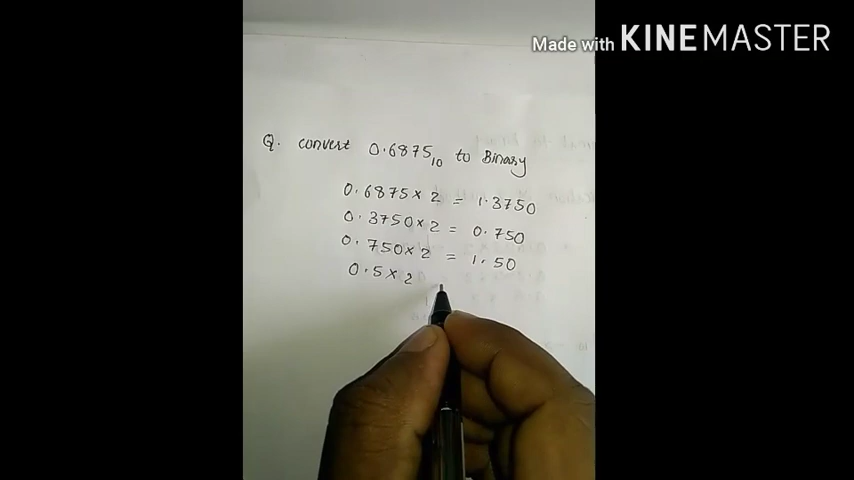 Made with KINEMASTER
Q. convert 0.6875₁₀ to Binary
0.6875 × 2 = 1.3750
0.3750 × 2 = 0.750
0.750 × 2 = 1.50
0.5 × 2